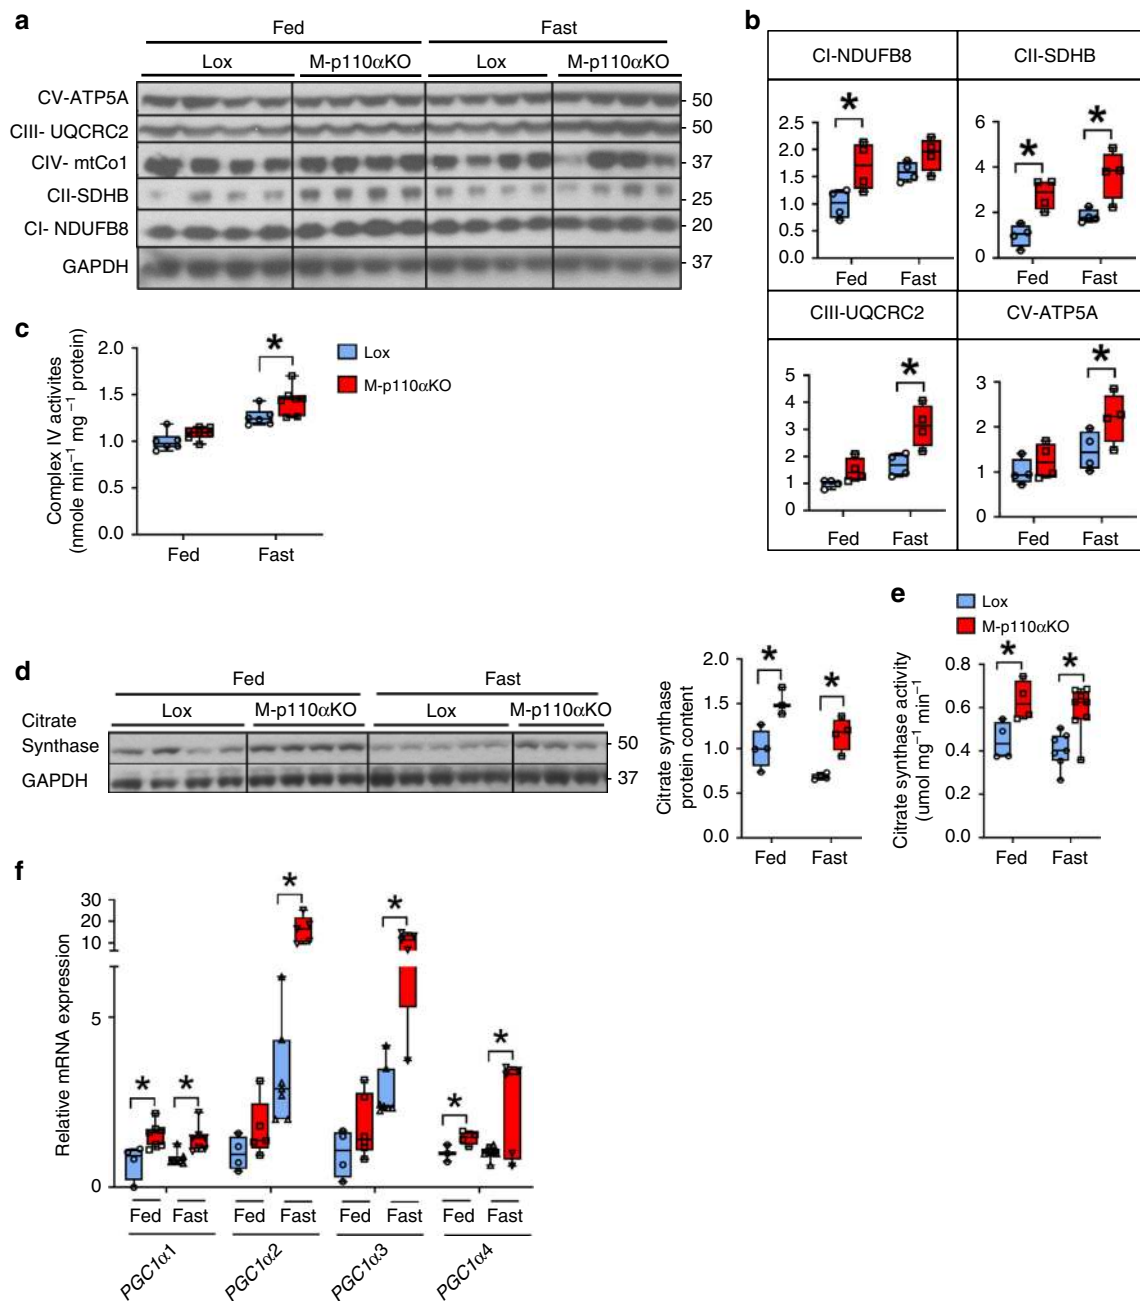 a
Fed
Fast
Lox
M-p110αKO
Lox
M-p110αKO
CV-ATP5A
50
CIII- UQCRC2
50
CIV- mtCo1
37
CII-SDHB
25
CI- NDUFB8
20
GAPDH
37
b
CI-NDUFB8
CII-SDHB
*
2.5
2.0
1.5
1.0
0.5
0.0
Fed
Fast
*
*
6
4
2
0
Fed
Fast
CIII-UQCRC2
CV-ATP5A
*
5
4
3
2
1
0
Fed
Fast
*
3
2
1
0
Fed
Fast
c
Complex IV activites
(nmole min⁻¹ mg⁻¹ protein)
2.0
1.5
1.0
0.5
0.0
*
Fed
Fast
Lox
M-p110αKO
d
Fed
Fast
Lox
M-p110αKO
Lox
M-p110αKO
Citrate
Synthase
50
GAPDH
37
Citrate synthase
protein content
2.0
1.5
1.0
0.5
0.0
*
*
Fed
Fast
e
Lox
M-p110αKO
Citrate synthase activity
(umol mg⁻¹ min⁻¹)
0.8
0.6
0.4
0.2
0.0
*
*
Fed
Fast
f
Relative mRNA expression
30
20
10
5
0
*
*
*
*
*
*
Fed
Fast
Fed
Fast
Fed
Fast
Fed
Fast
PGC1α1
PGC1α2
PGC1α3
PGC1α4